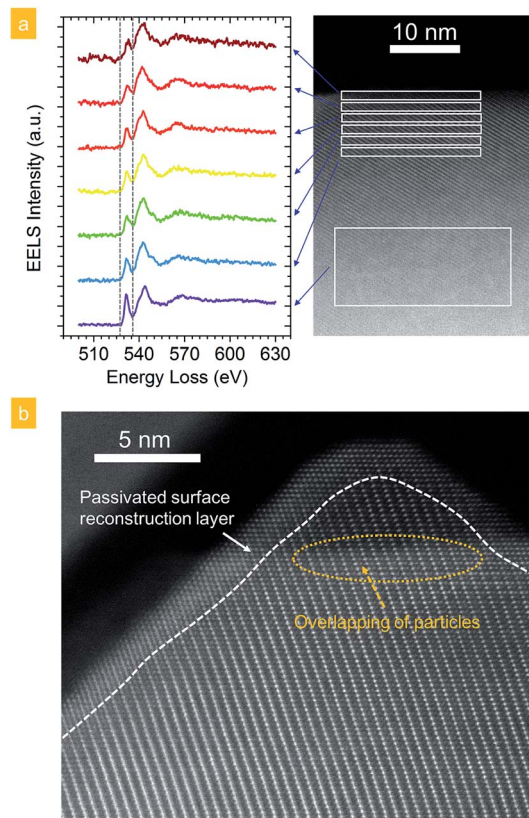 a
10 nm
EELS Intensity (a.u.)
510 540 570 600 630
Energy Loss (eV)
b
5 nm
Passivated surface
reconstruction layer
Overlapping of particles